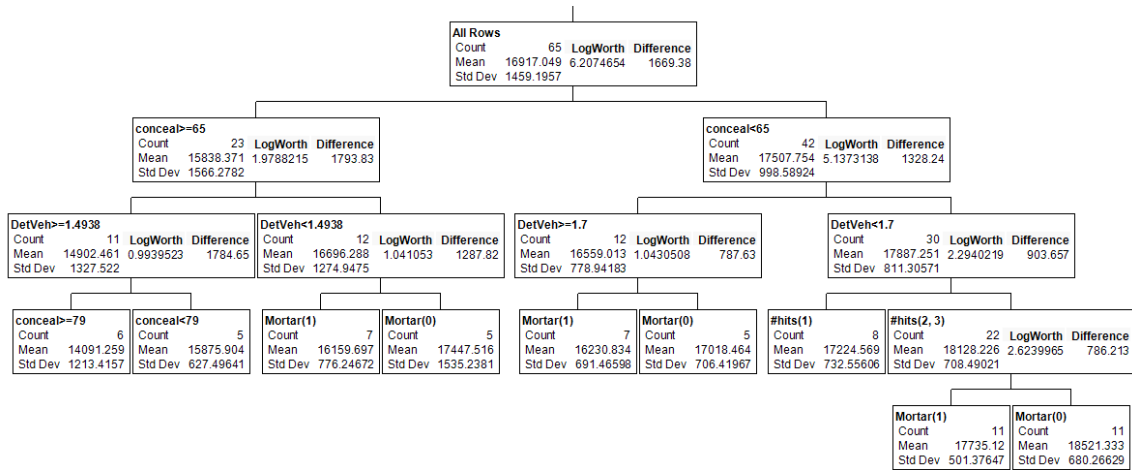 All Rows
Count 65 LogWorth Difference
Mean 16917.049 6.2074654 1669.38
Std Dev 1459.1957
conceal>=65
Count 23 LogWorth Difference
Mean 15838.371 1.9788215 1793.83
Std Dev 1566.2782
conceal<65
Count 42 LogWorth Difference
Mean 17507.754 5.1373138 1328.24
Std Dev 998.58924
DetVeh>=1.4938
Count 11 LogWorth Difference
Mean 14902.461 0.9939523 1784.65
Std Dev 1327.522
DetVeh<1.4938
Count 12 LogWorth Difference
Mean 16696.288 1.041053 1287.82
Std Dev 1274.9475
DetVeh>=1.7
Count 12 LogWorth Difference
Mean 16559.013 1.0430508 787.63
Std Dev 778.94183
DetVeh<1.7
Count 30 LogWorth Difference
Mean 17887.251 2.2940219 903.657
Std Dev 811.30571
conceal>=79
Count 6
Mean 14091.259
Std Dev 1213.4157
conceal<79
Count 5
Mean 15875.904
Std Dev 627.49641
Mortar(1)
Count 7
Mean 16159.697
Std Dev 776.24672
Mortar(0)
Count 5
Mean 17447.516
Std Dev 1535.2381
Mortar(1)
Count 7
Mean 16230.834
Std Dev 691.46598
Mortar(0)
Count 5
Mean 17018.464
Std Dev 706.41967
#hits(1)
Count 8
Mean 17224.569
Std Dev 732.55606
#hits(2, 3)
Count 22 LogWorth Difference
Mean 18128.226 2.6239965 786.213
Std Dev 708.49021
Mortar(1)
Count 11
Mean 17735.12
Std Dev 501.37647
Mortar(0)
Count 11
Mean 18521.333
Std Dev 680.26629